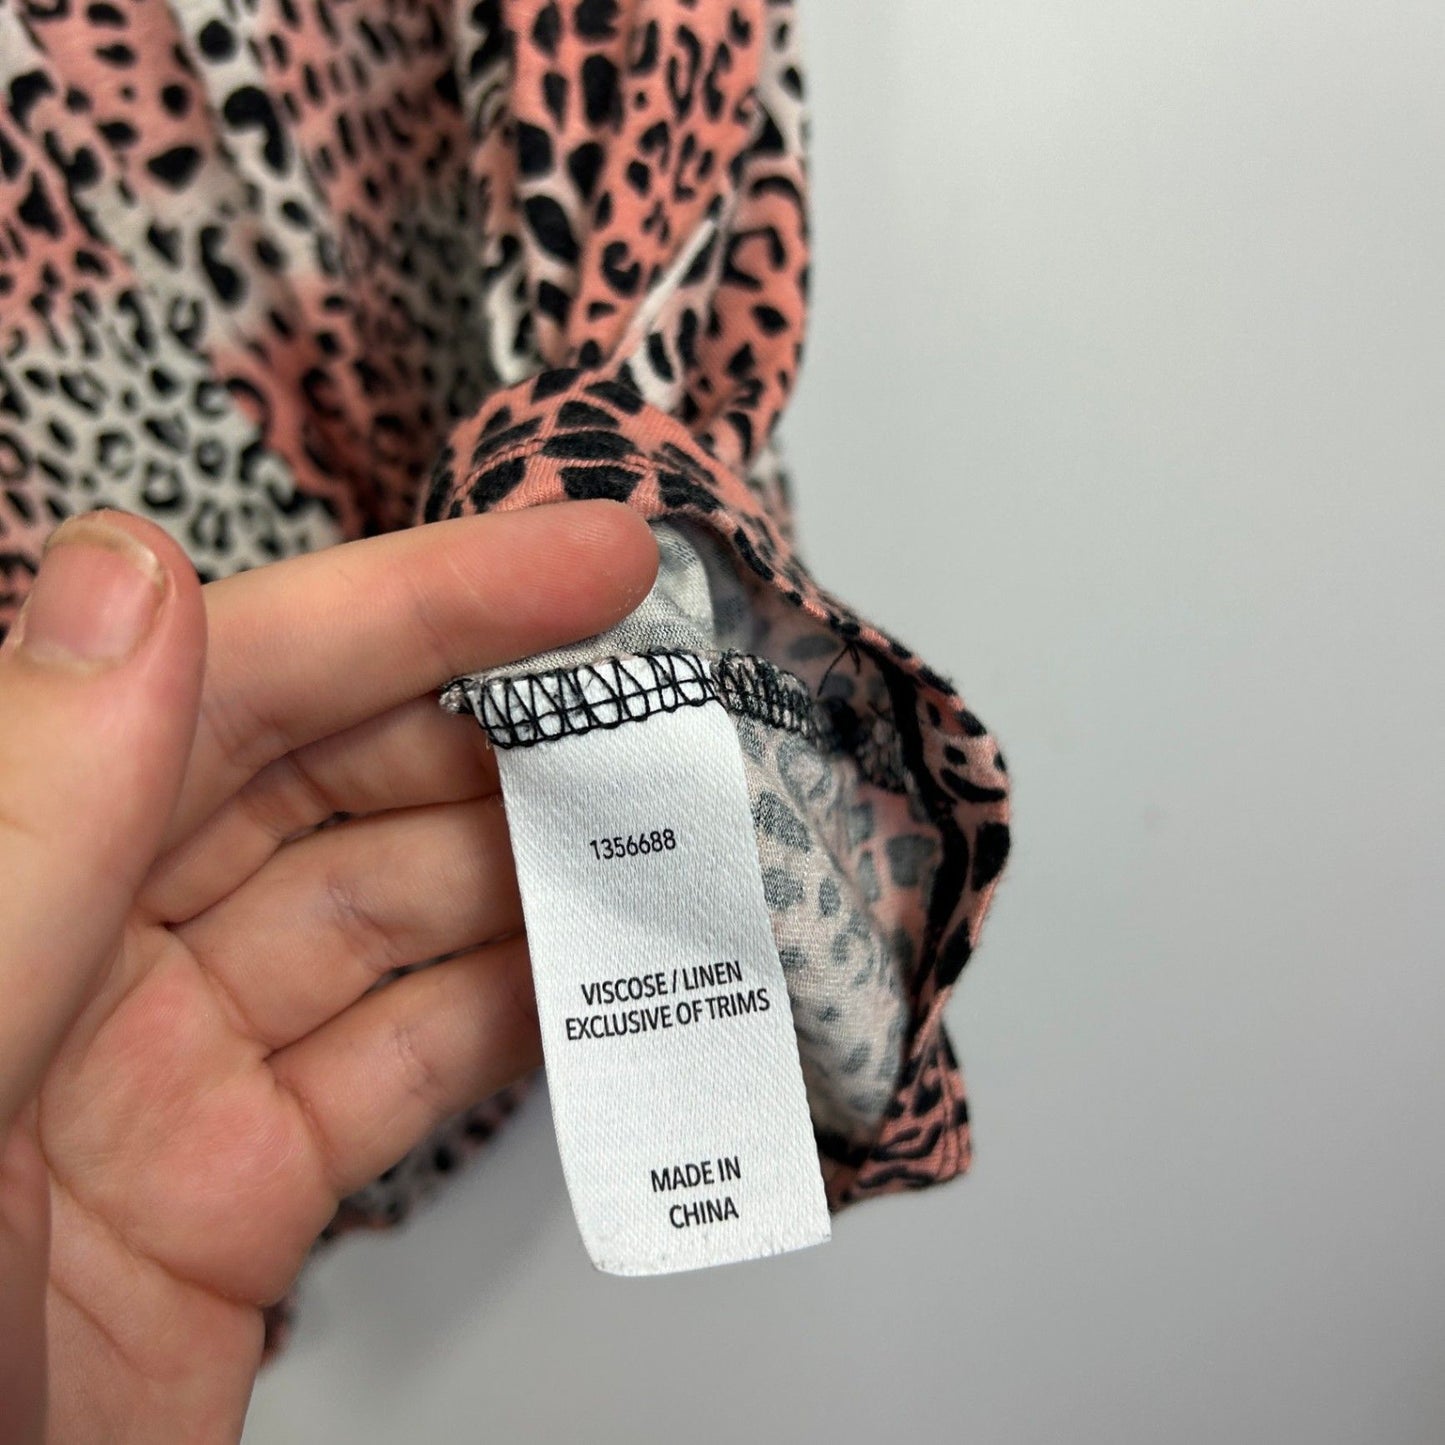 1356688
VISCOSE / LINEN
EXCLUSIVE OF TRIMS
MADE IN
CHINA